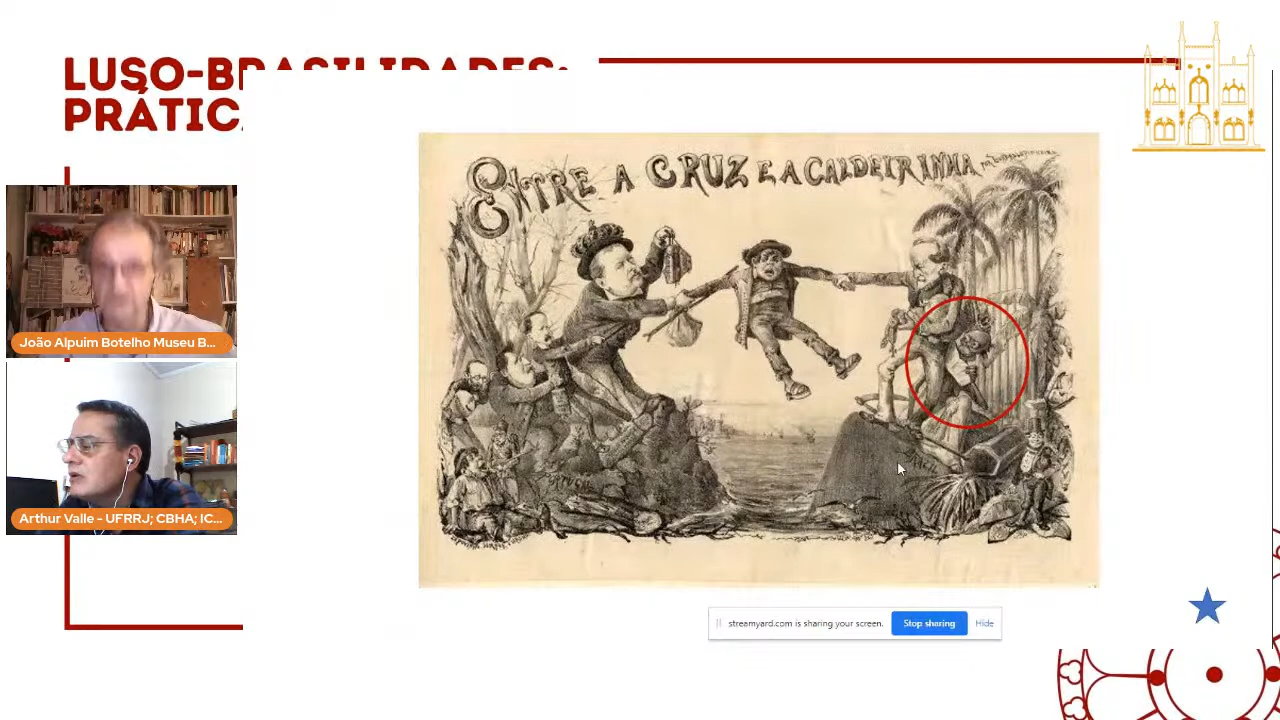 LUSO-BRASILIDADES:
PRÁTIC
João Alpuim Botelho Museu B...
Arthur Valle - UFRRJ; CBHA; IC...
ENTRE A CRUZ E A CALDEIRINHA
streamyard.com is sharing your screen.
Stop sharing
Hide